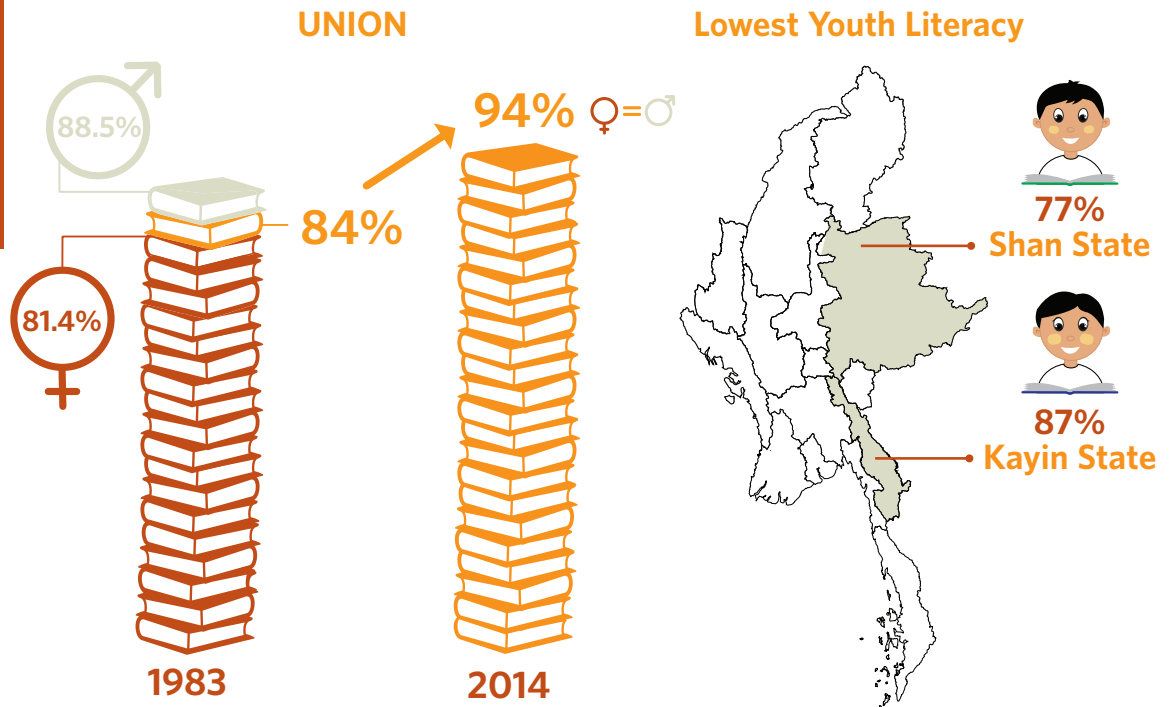 UNION
88.5%
81.4%
84%
1983
94% ♀=♂
2014
Lowest Youth Literacy
77%
Shan State
87%
Kayin State